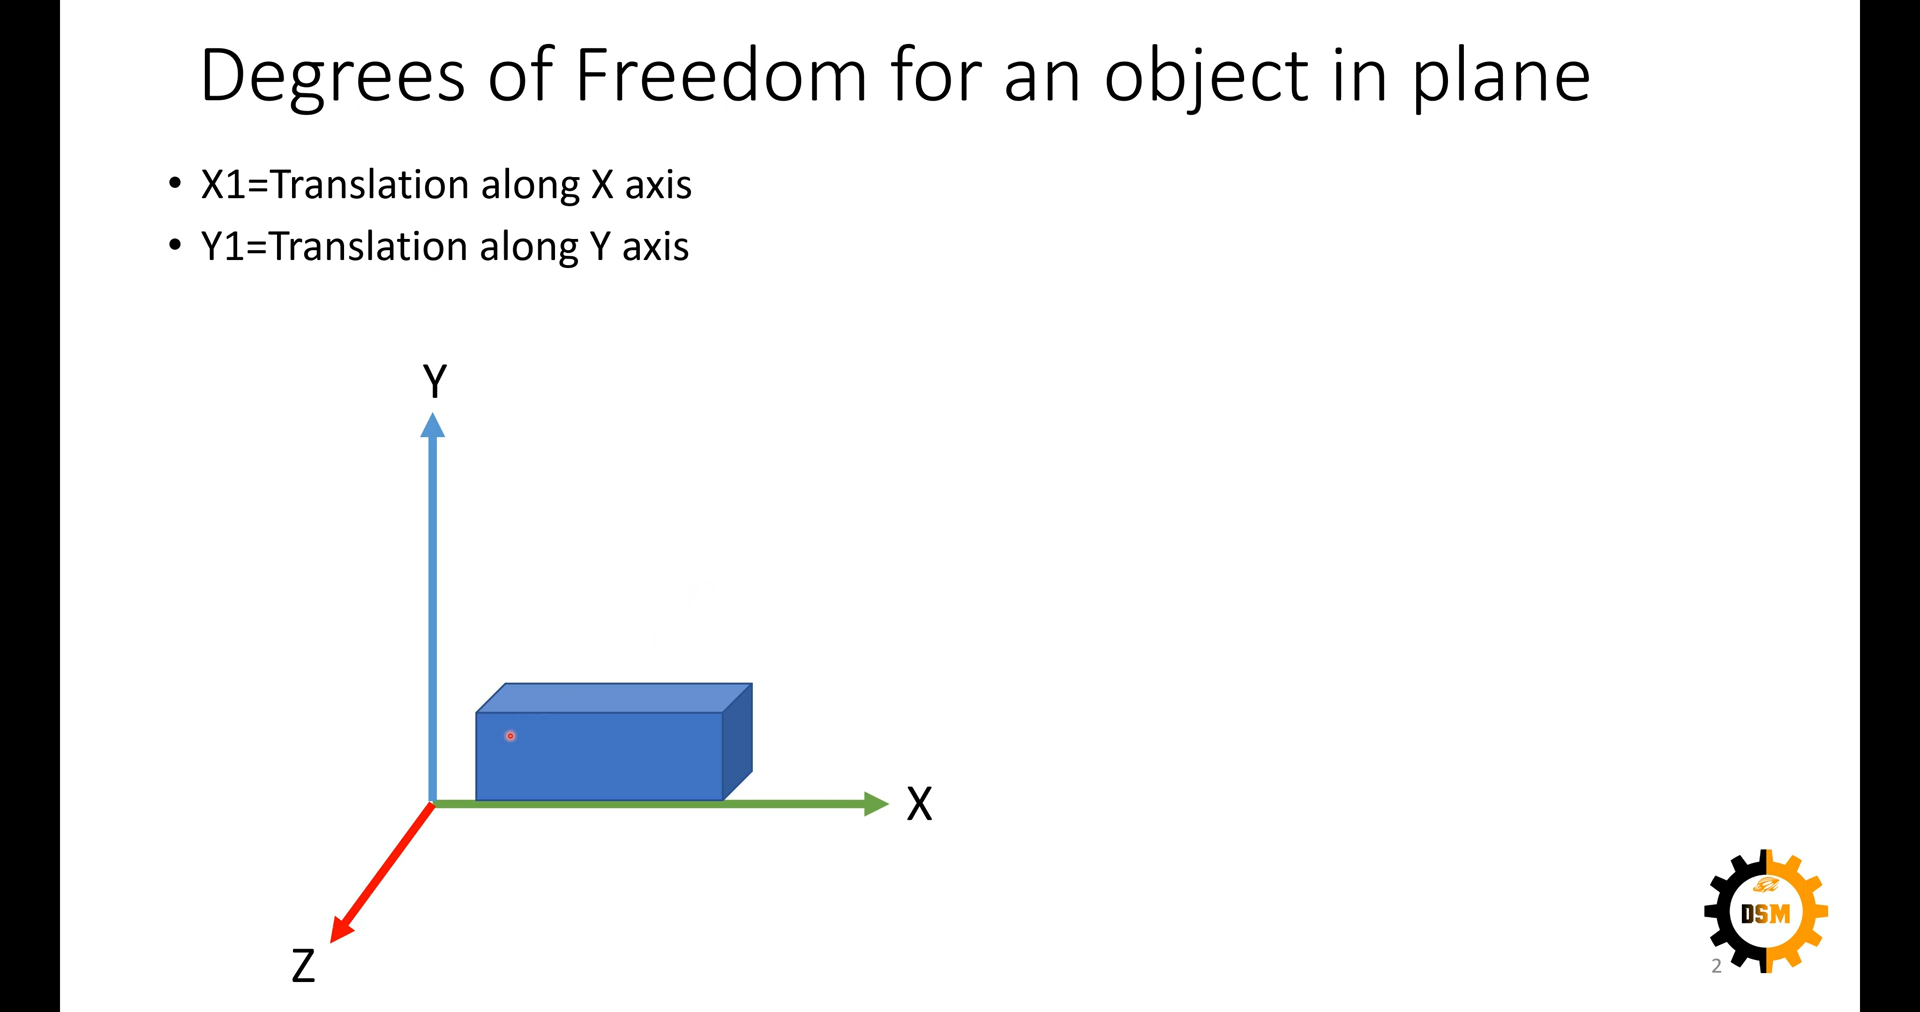 Degrees of Freedom for an object in plane
• X1=Translation along X axis
• Y1=Translation along Y axis
Y
X
Z
DSM
2